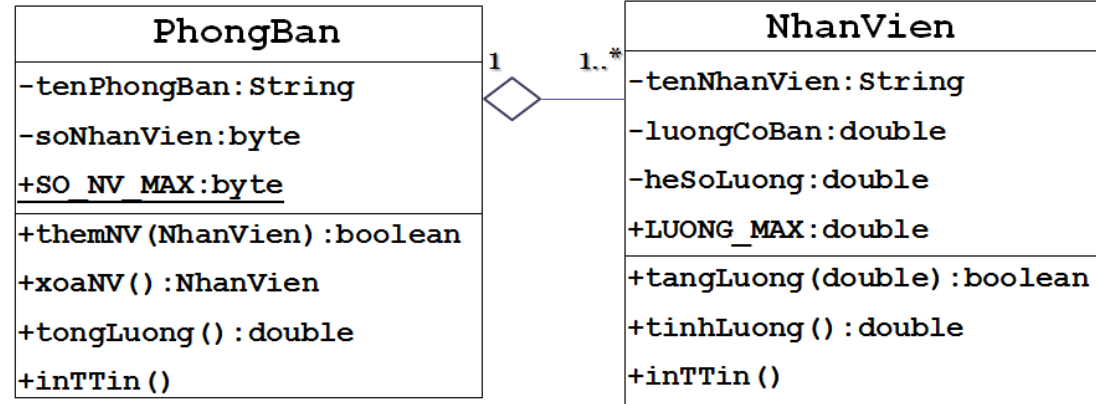 PhongBan
-tenPhongBan:String
-soNhanVien:byte
+SO_NV_MAX:byte
+themNV(NhanVien):boolean
+xoaNV():NhanVien
+tongLuong():double
+inTTin()
1
1..*
NhanVien
-tenNhanVien:String
-luongCoBan:double
-heSoLuong:double
+LUONG_MAX:double
+tangLuong(double):boolean
+tinhLuong():double
+inTTin()